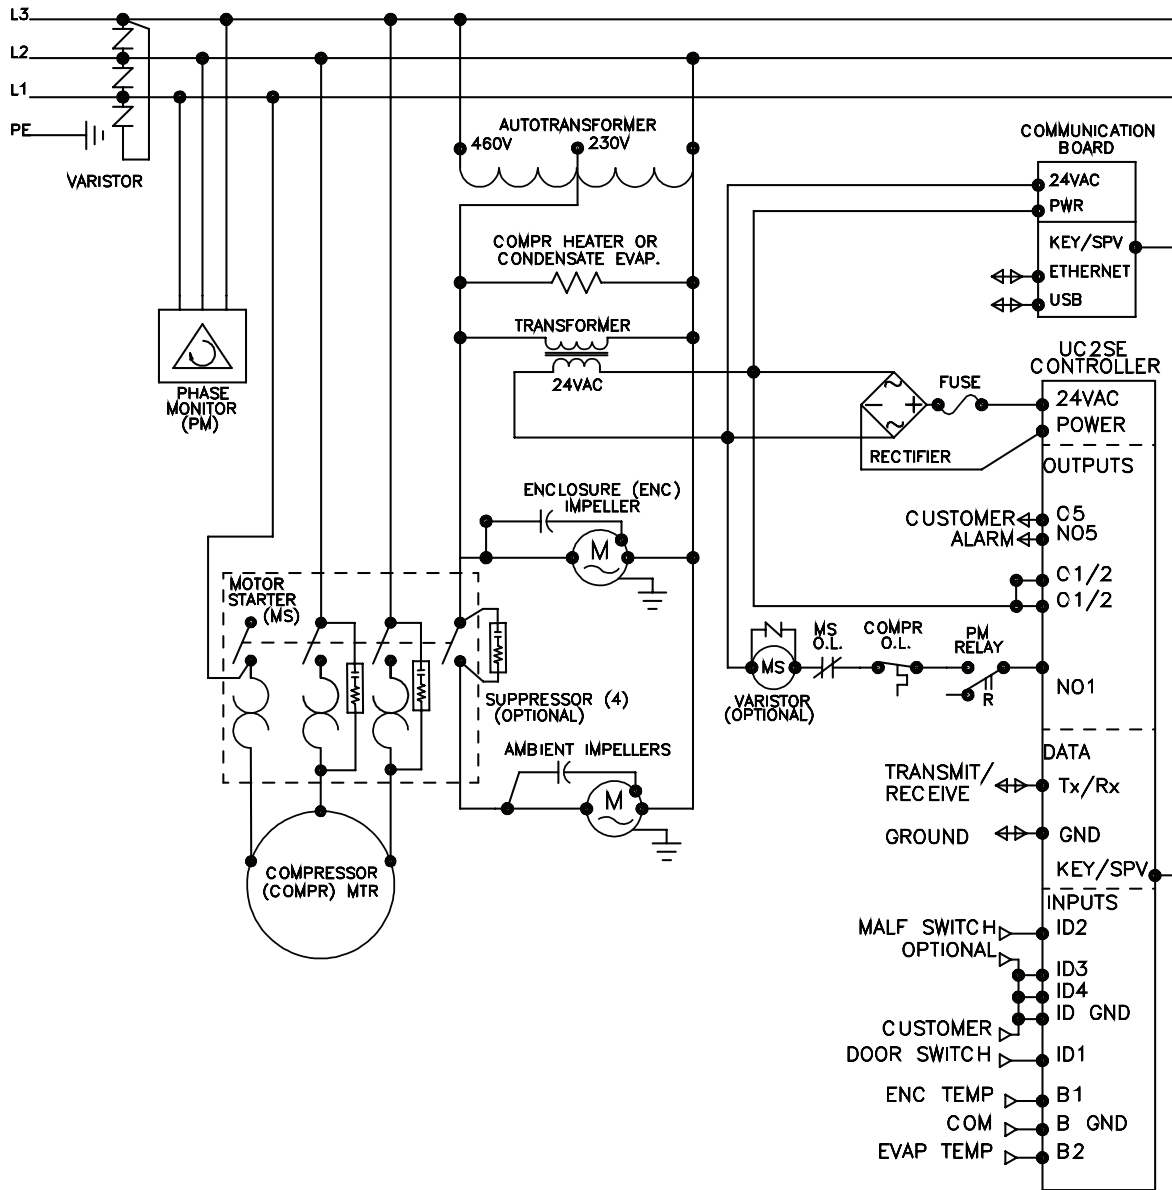 L3
L2
L1
PE
VARISTOR
AUTOTRANSFORMER
460V
230V
COMMUNICATION
BOARD
24VAC
PWR
KEY/SPV
ETHERNET
USB
COMPR HEATER OR
CONDENSATE EVAP.
TRANSFORMER
24VAC
PHASE
MONITOR
(PM)
UC2SE
CONTROLLER
FUSE
24VAC
POWER
RECTIFIER
OUTPUTS
ENCLOSURE (ENC)
IMPELLER
M
CUSTOMER
ALARM
C5
NO5
C1/2
C1/2
MOTOR
STARTER
(MS)
MS
O.L.
COMPR
O.L.
PM
RELAY
MS
R
NO1
VARISTOR
(OPTIONAL)
SUPPRESSOR (4)
(OPTIONAL)
AMBIENT IMPELLERS
M
DATA
TRANSMIT/
RECEIVE
Tx/Rx
GROUND
GND
KEY/SPV
COMPRESSOR
(COMPR) MTR
INPUTS
MALF SWITCH
OPTIONAL
ID2
ID3
ID4
ID GND
CUSTOMER
DOOR SWITCH
ID1
ENC TEMP
B1
COM
B GND
EVAP TEMP
B2